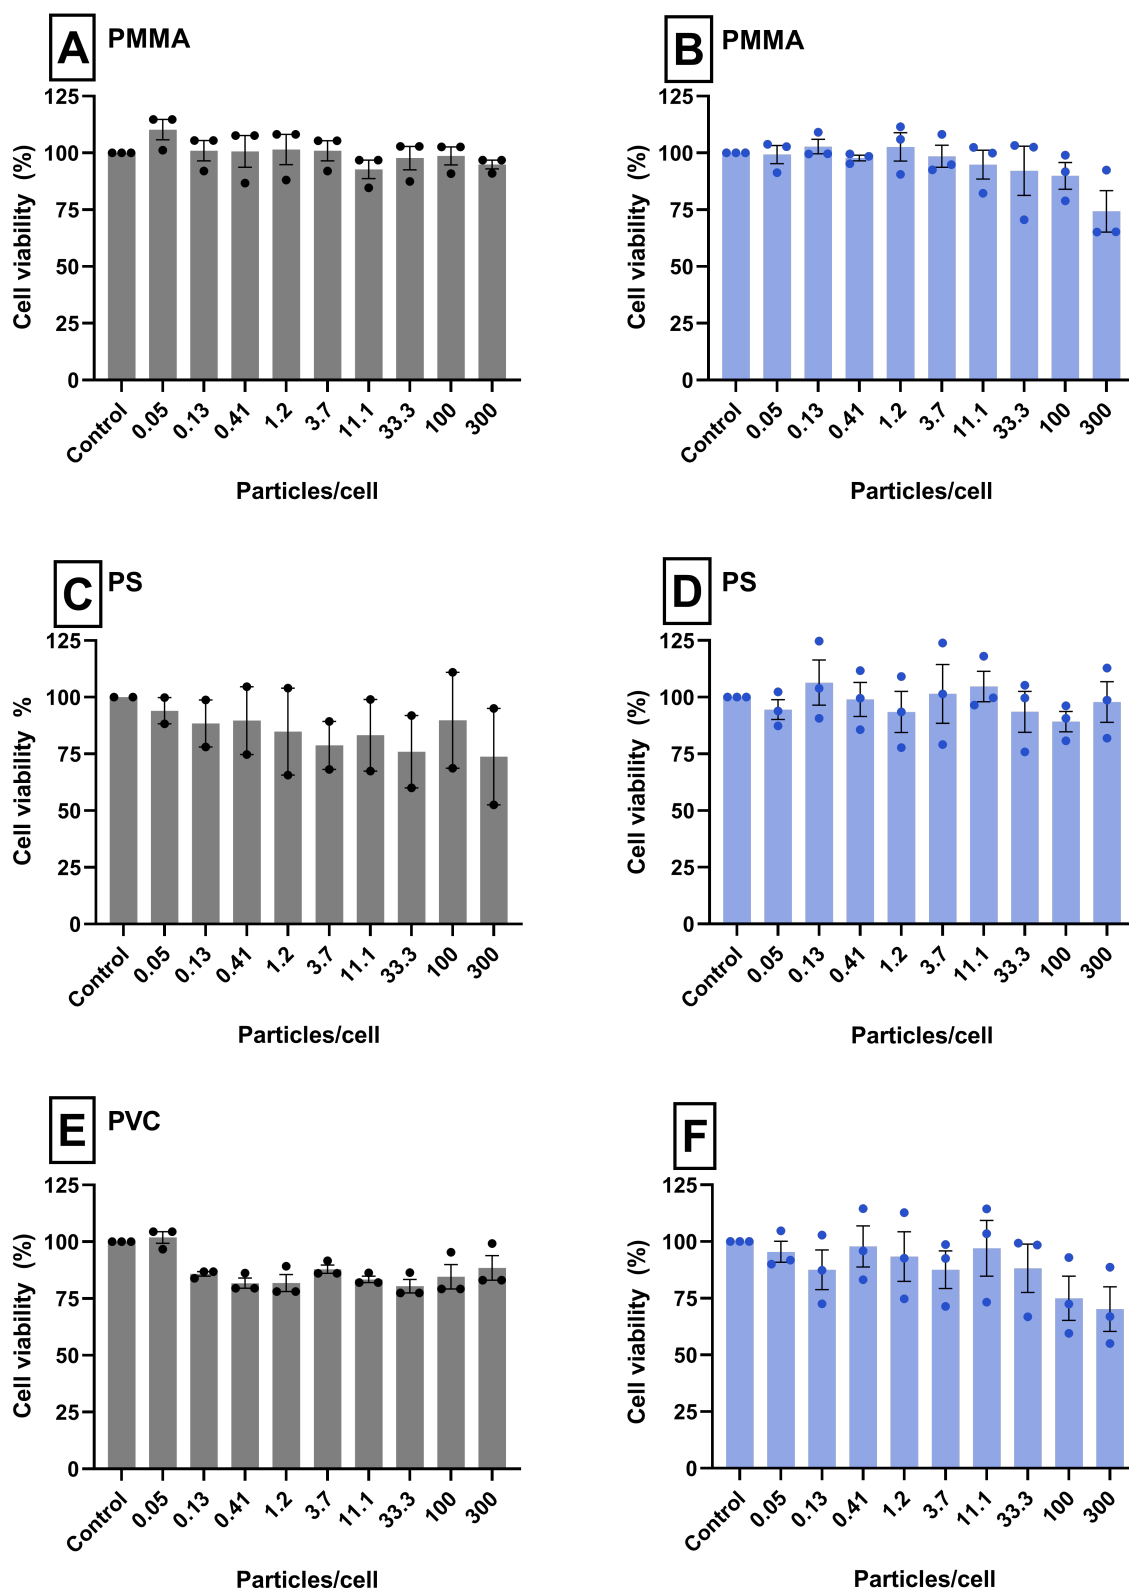 A PMMA
125
100
75
50
25
0
Cell viability (%)
Control 0.05 0.13 0.41 1.2 3.7 11.1 33.3 100 300
Particles/cell
B PMMA
125
100
75
50
25
0
Cell viability (%)
Control 0.05 0.13 0.41 1.2 3.7 11.1 33.3 100 300
Particles/cell
C PS
125
100
75
50
25
0
Cell viability %
Control 0.05 0.13 0.41 1.2 3.7 11.1 33.3 100 300
Particles/cell
D PS
125
100
75
50
25
0
Cell viability (%)
Control 0.05 0.13 0.41 1.2 3.7 11.1 33.3 100 300
Particles/cell
E PVC
125
100
75
50
25
0
Cell viability (%)
Control 0.05 0.13 0.41 1.2 3.7 11.1 33.3 100 300
Particles/cell
F
125
100
75
50
25
0
Cell viability (%)
Control 0.05 0.13 0.41 1.2 3.7 11.1 33.3 100 300
Particles/cell